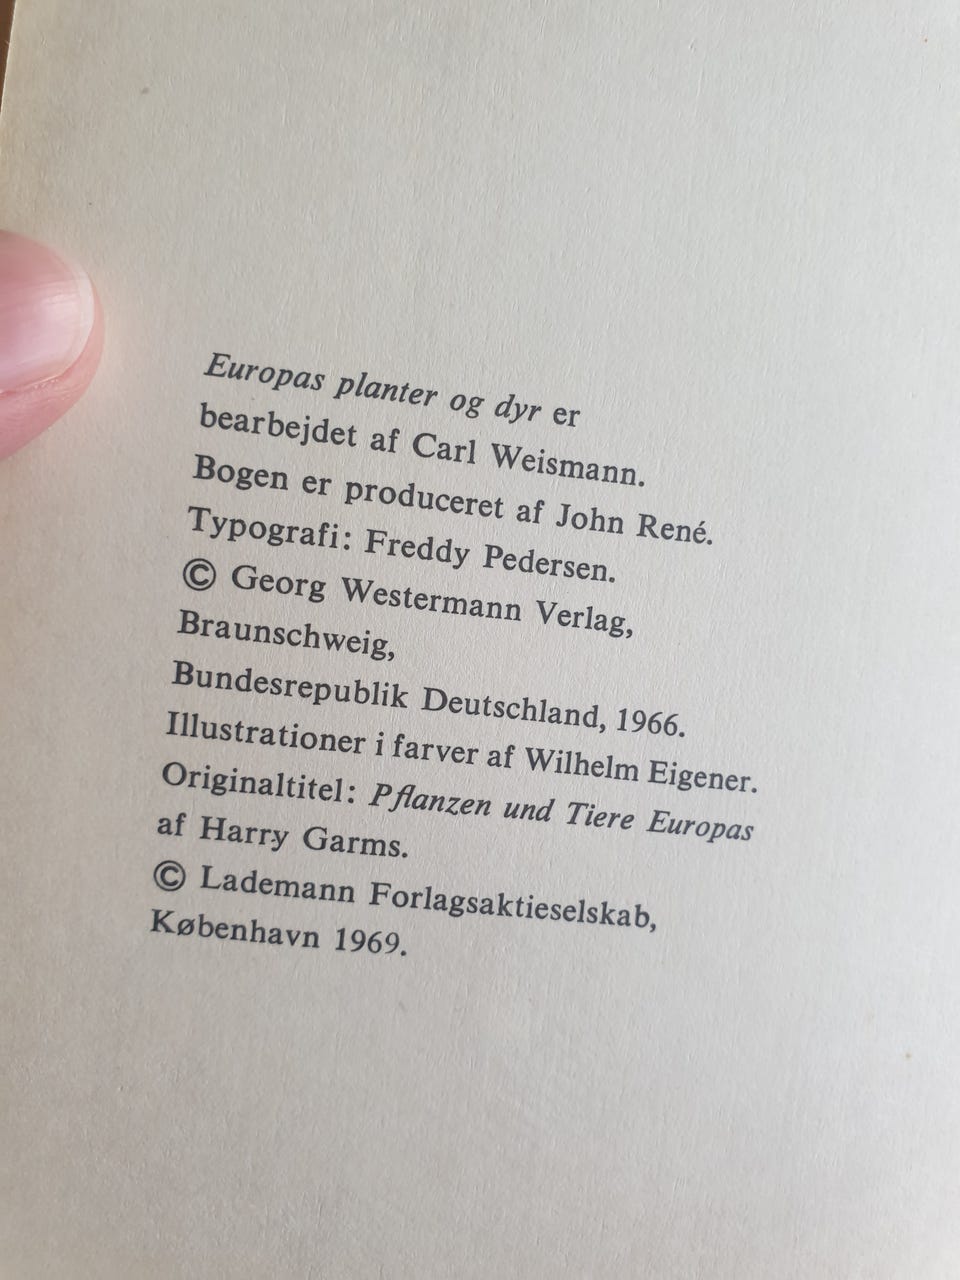 Europas planter og dyr er
bearbejdet af Carl Weismann.
Bogen er produceret af John René.
Typografi: Freddy Pedersen.
© Georg Westermann Verlag,
Braunschweig,
Bundesrepublik Deutschland, 1966.
Illustrationer i farver af Wilhelm Eigener.
Originaltitel: Pflanzen und Tiere Europas
af Harry Garms.
© Lademann Forlagsaktieselskab,
København 1969.